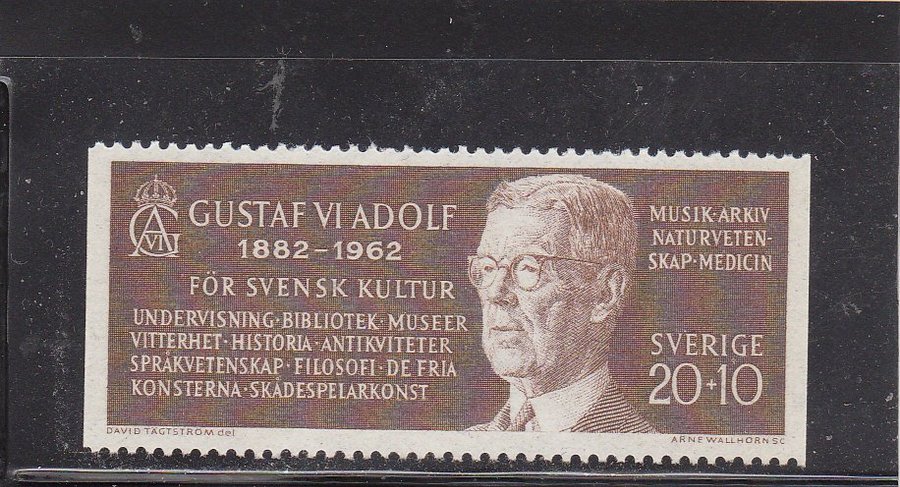 GUSTAF VI ADOLF
1882–1962
FÖR SVENSK KULTUR
UNDERVISNING·BIBLIOTEK·MUSEER
VITTERHET·HISTORIA·ANTIKVITETER
SPRÅKVETENSKAP·FILOSOFI·DE FRIA
KONSTERNA·SKÅDESPELARKONST
MUSIK·ARKIV
NATURVETEN-
SKAP·MEDICIN
SVERIGE
20+10
GVIA
DAVID TÄGTSTRÖM del
ARNE WALLHORN SC